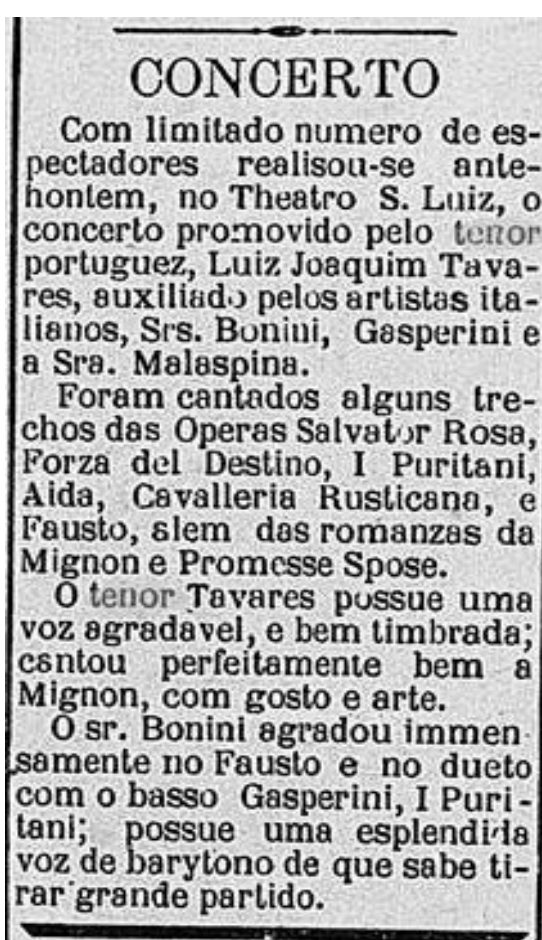 CONCERTO
Com limitado numero de es-
pectadores realisou-se ante-
hontem, no Theatro S. Luiz, o
concerto promovido pelo tenor
portuguez, Luiz Joaquim Tava-
res, auxiliado pelos artistas ita-
lianos, Srs. Bonini, Gasperini e
a Sra. Malaspina.
Foram cantados alguns tre-
chos das Operas Salvator Rosa,
Forza del Destino, I Puritani,
Aida, Cavalleria Rusticana, e
Fausto, alem das romanzas da
Mignon e Promesse Spose.
O tenor Tavares possue uma
voz agradavel, e bem timbrada;
cantou perfeitamente bem a
Mignon, com gosto e arte.
O sr. Bonini agradou immen-
samente no Fausto e no dueto
com o basso Gasperini, I Puri-
tani; possue uma esplendida
voz de barytono de que sabe ti-
rar grande partido.